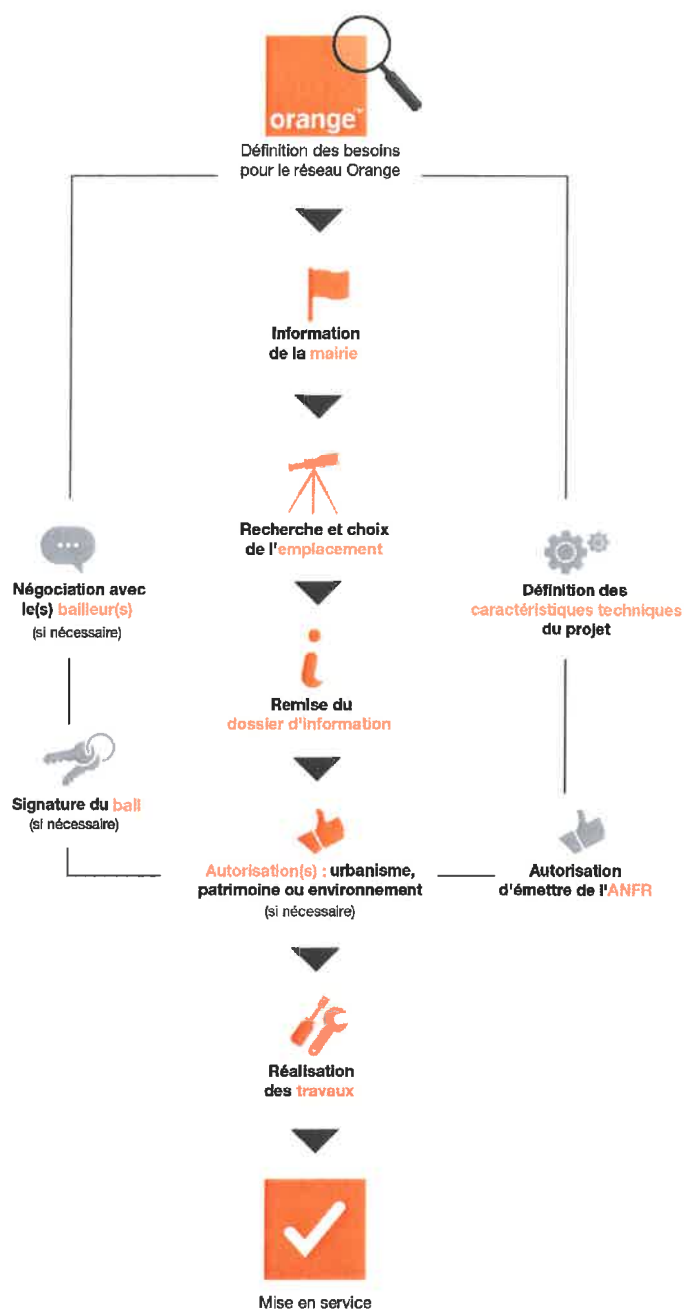 orange™
Définition des besoins
pour le réseau Orange
Information
de la mairie
Recherche et choix
de l'emplacement
Négociation avec
le(s) bailleur(s)
(si nécessaire)
Définition des
caractéristiques techniques
du projet
Remise du
dossier d'information
Signature du bail
(si nécessaire)
Autorisation(s) : urbanisme,
patrimoine ou environnement
(si nécessaire)
Autorisation
d'émettre de l'ANFR
Réalisation
des travaux
Mise en service